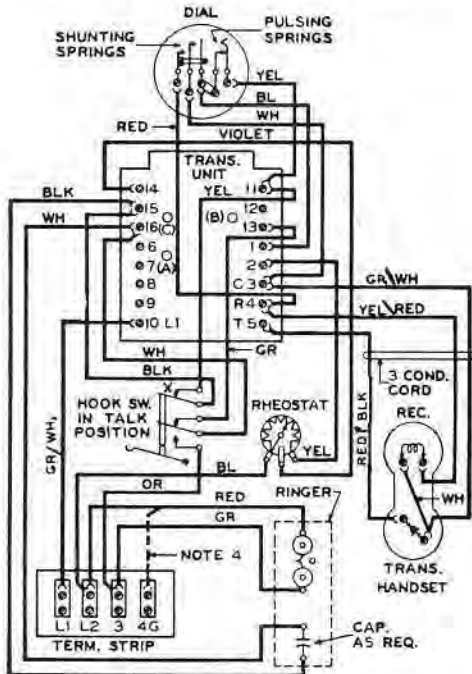 DIAL
SHUNTING
SPRINGS
PULSING
SPRINGS
YEL
BL
WH
RED
VIOLET
TRANS.
UNIT
BLK
YEL
WH
14
15
16 (C)
6
7 (A)
8
9
10 L1
11
(B) 12
13
1
2
C 3
R 4
T 5
GR/WH
YEL/RED
GR
WH
BLK
3 COND.
CORD
X
HOOK SW.
IN TALK
POSITION
RHEOSTAT
REC.
GR/WH
RED/BLK
BL
YEL
OR
RED
RINGER
WH
GR
NOTE 4
TRANS.
HANDSET
L1 L2 3 4G
TERM. STRIP
CAP.
AS REQ.